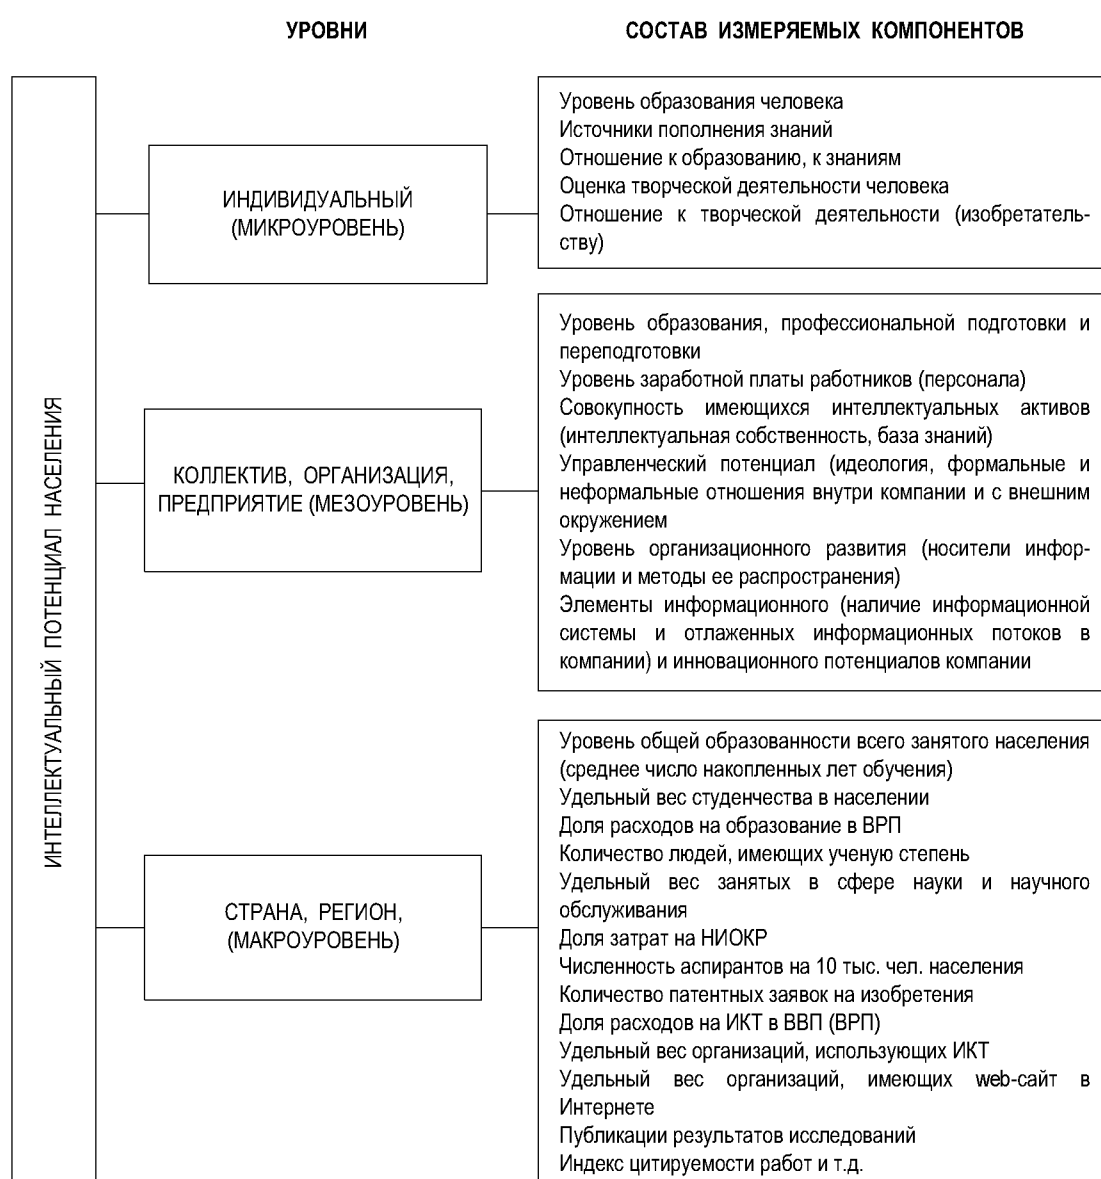 УРОВНИ
СОСТАВ ИЗМЕРЯЕМЫХ КОМПОНЕНТОВ
ИНТЕЛЛЕКТУАЛЬНЫЙ ПОТЕНЦИАЛ НАСЕЛЕНИЯ
ИНДИВИДУАЛЬНЫЙ
(МИКРОУРОВЕНЬ)
Уровень образования человека
Источники пополнения знаний
Отношение к образованию, к знаниям
Оценка творческой деятельности человека
Отношение к творческой деятельности (изобретатель-
ству)
КОЛЛЕКТИВ, ОРГАНИЗАЦИЯ,
ПРЕДПРИЯТИЕ (МЕЗОУРОВЕНЬ)
Уровень образования, профессиональной подготовки и
переподготовки
Уровень заработной платы работников (персонала)
Совокупность имеющихся интеллектуальных активов
(интеллектуальная собственность, база знаний)
Управленческий потенциал (идеология, формальные и
неформальные отношения внутри компании и с внешним
окружением
Уровень организационного развития (носители инфор-
мации и методы ее распространения)
Элементы информационного (наличие информационной
системы и отлаженных информационных потоков в
компании) и инновационного потенциалов компании
СТРАНА, РЕГИОН,
(МАКРОУРОВЕНЬ)
Уровень общей образованности всего занятого населения
(среднее число накопленных лет обучения)
Удельный вес студенчества в населении
Доля расходов на образование в ВРП
Количество людей, имеющих ученую степень
Удельный вес занятых в сфере науки и научного
обслуживания
Доля затрат на НИОКР
Численность аспирантов на 10 тыс. чел. населения
Количество патентных заявок на изобретения
Доля расходов на ИКТ в ВВП (ВРП)
Удельный вес организаций, использующих ИКТ
Удельный вес организаций, имеющих web-сайт в
Интернете
Публикации результатов исследований
Индекс цитируемости работ и т.д.